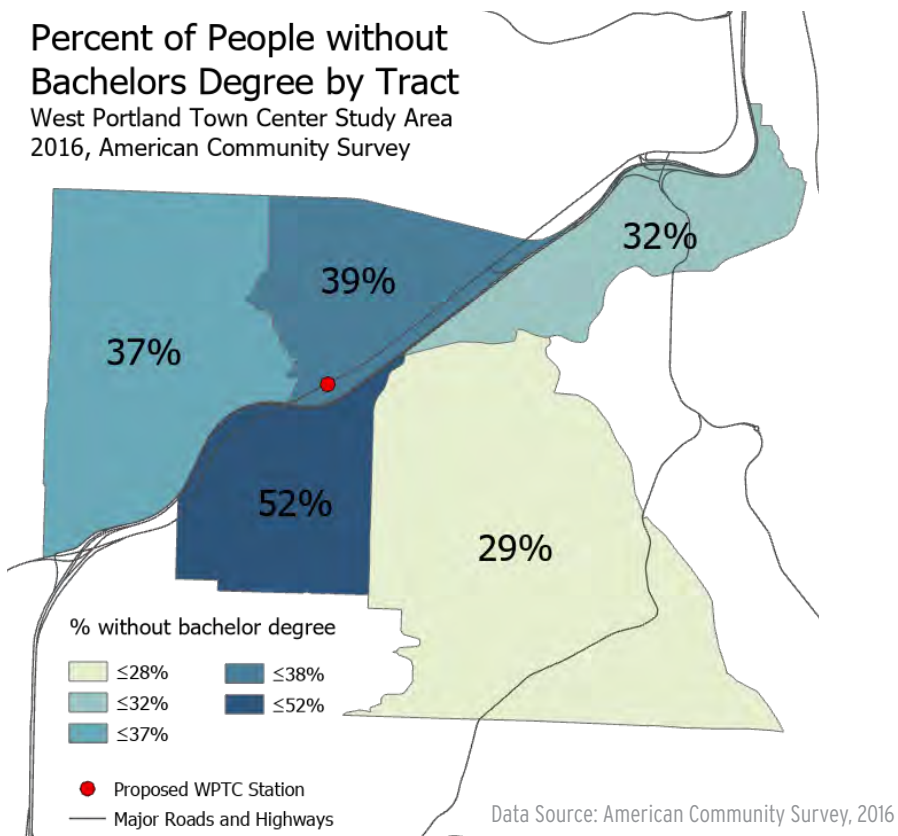 Percent of People without
Bachelors Degree by Tract
West Portland Town Center Study Area
2016, American Community Survey
32%
39%
37%
52%
29%
% without bachelor degree
≤28%
≤32%
≤37%
≤38%
≤52%
Proposed WPTC Station
Major Roads and Highways
Data Source: American Community Survey, 2016